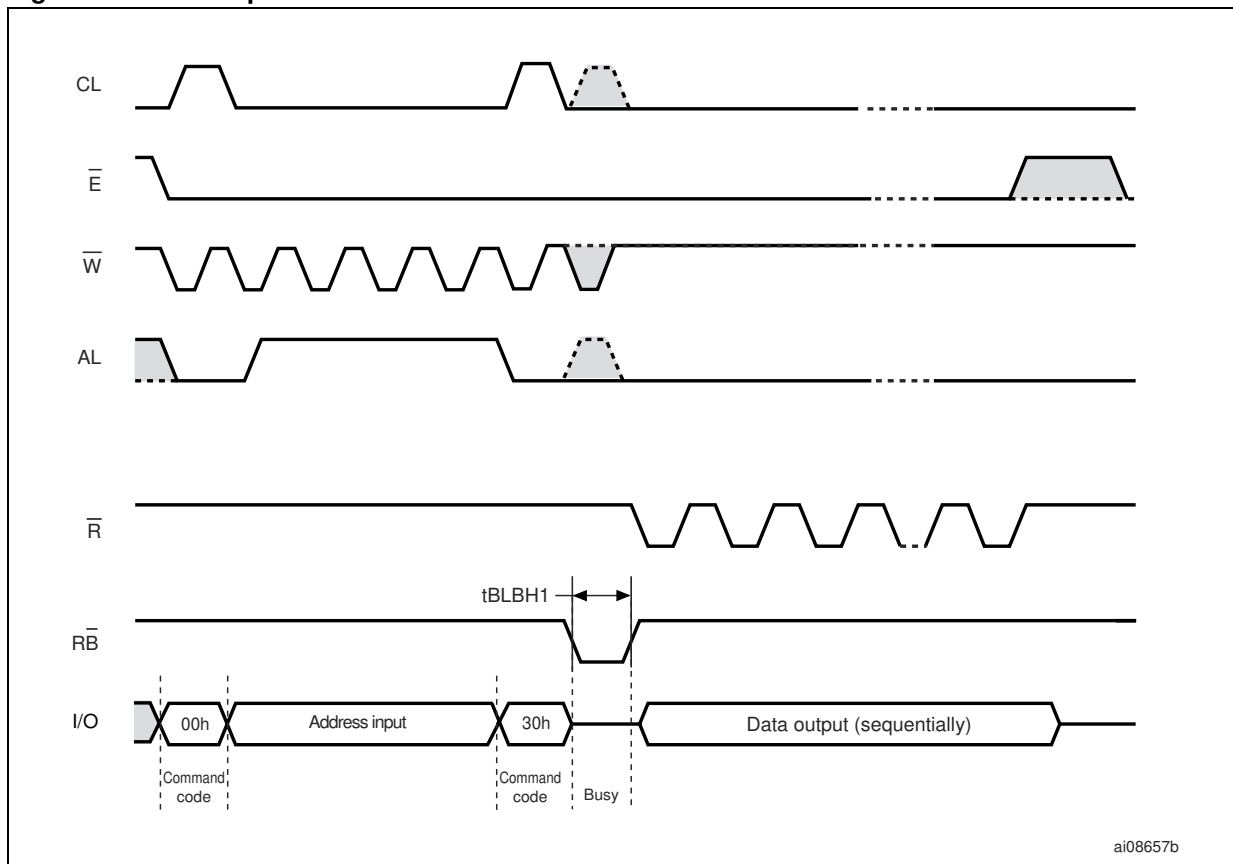 CL
E̅
W̅
AL
R̅
tBLBH1
RB̅
I/O
00h
Address input
30h
Data output (sequentially)
Command
code
Command
code
Busy
ai08657b